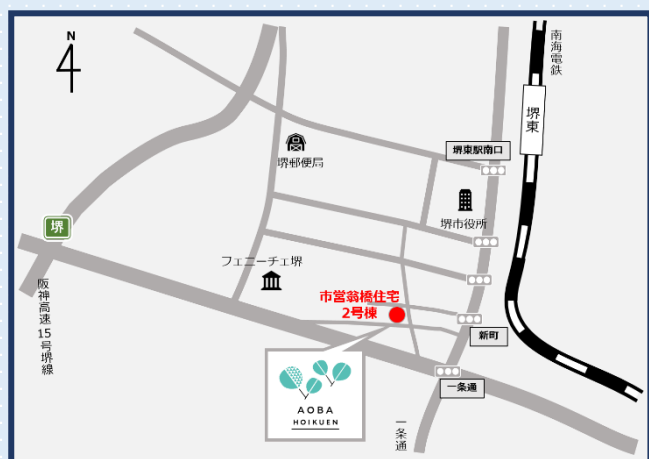 N
南海電鉄
堺東
堺東駅南口
堺郵便局
堺市役所
堺
フェニーチェ堺
阪神高速15号堺線
市営翁橋住宅
2号棟
新町
一条通
AOBA
HOIKUEN
一条通